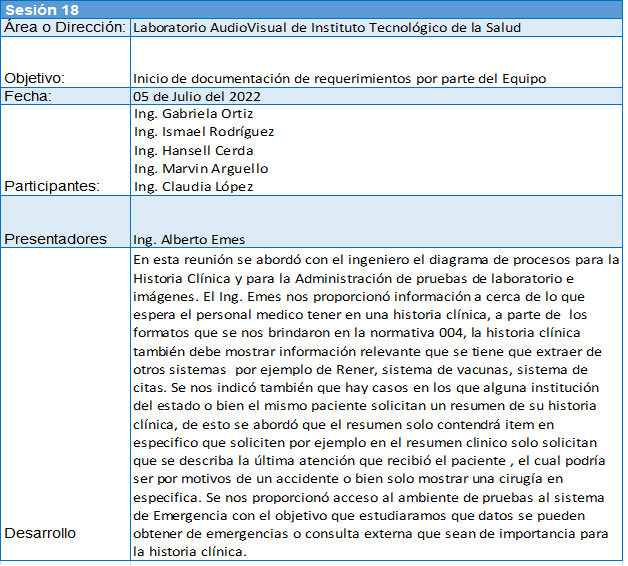 Sesión 18
Área o Dirección: Laboratorio AudioVisual de Instituto Tecnológico de la Salud
Objetivo: Inicio de documentación de requerimientos por parte del Equipo
Fecha: 05 de Julio del 2022
Ing. Gabriela Ortiz
Ing. Ismael Rodríguez
Ing. Hansell Cerda
Ing. Marvin Arguello
Participantes: Ing. Claudia López
Presentadores Ing. Alberto Emes
En esta reunión se abordó con el ingeniero el diagrama de procesos para la
Historia Clínica y para la Administración de pruebas de laboratorio e
imágenes. El Ing. Emes nos proporcionó información a cerca de lo que
espera el personal medico tener en una historia clínica, a parte de los
formatos que se nos brindaron en la normativa 004, la historia clínica
también debe mostrar información relevante que se tiene que extraer de
otros sistemas por ejemplo de Rener, sistema de vacunas, sistema de
citas. Se nos indicó también que hay casos en los que alguna institución
del estado o bien el mismo paciente solicitan un resumen de su historia
clínica, de esto se abordó que el resumen solo contendrá item en
especifico que soliciten por ejemplo en el resumen clinico solo solicitan
que se describa la última atención que recibió el paciente , el cual podría
ser por motivos de un accidente o bien solo mostrar una cirugía en
especifica. Se nos proporcionó acceso al ambiente de pruebas al sistema
de Emergencia con el objetivo que estudiaramos que datos se pueden
obtener de emergencias o consulta externa que sean de importancia para
Desarrollo la historia clínica.